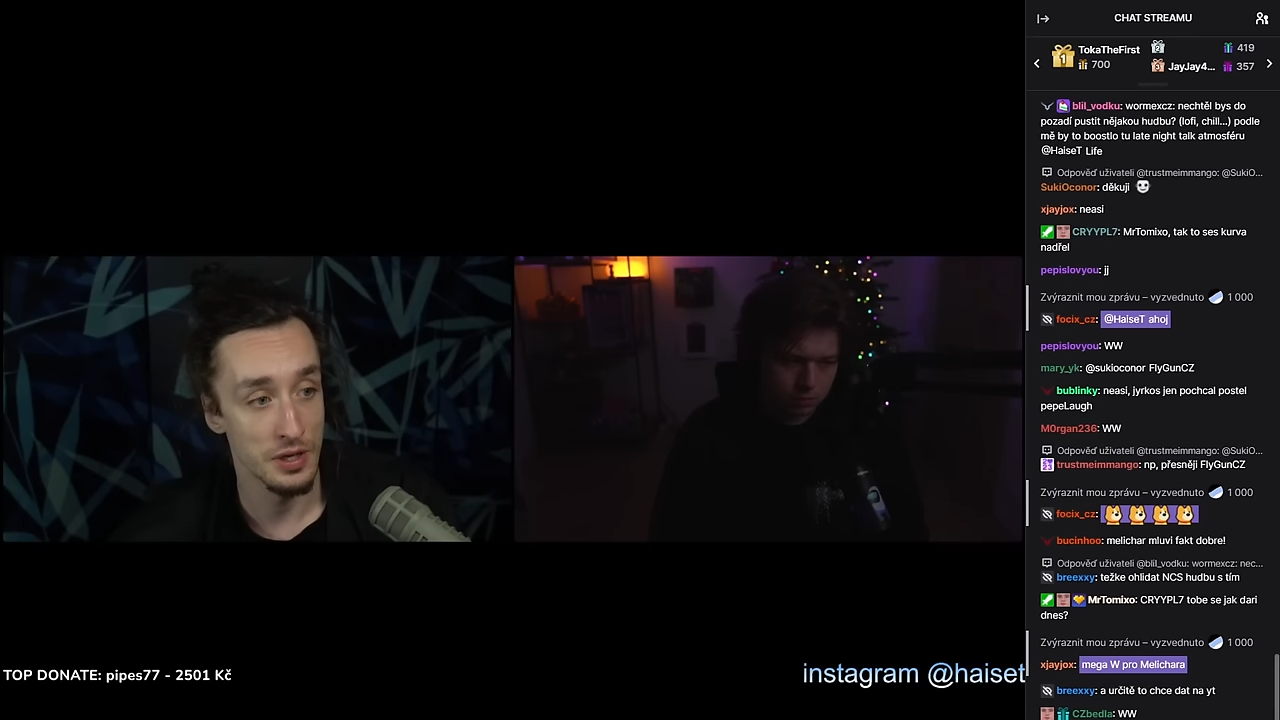 CHAT STREAMU
TokaTheFirst
700
419
JayJay4...
357
blil_vodku: wormexcz: nechtěl bys do
pozadí pustit nějakou hudbu? (lofi, chill...) podle
mě by to boostlo tu late night talk atmosféru
@HaiseT Life
Odpověď uživateli @trustmeimmango: @SukiO...
SukiOconor: děkuji
xjayjox: neasi
CRYYPL7: MrTomixo, tak to ses kurva
nadřel
pepislovyou: jj
Zvýraznit mou zprávu – vyzvednuto 1 000
focix_cz: @HaiseT ahoj
pepislovyou: WW
mary_yk: @sukioconor FlyGunCZ
bublinky: neasi, jyrkos jen pochcal postel
pepeLaugh
M0rgan236: WW
Odpověď uživateli @trustmeimmango: @SukiO...
trustmeimmango: np, přesněji FlyGunCZ
Zvýraznit mou zprávu – vyzvednuto 1 000
focix_cz:
bucinhoo: melichar mluvi fakt dobre!
Odpověď uživateli @blil_vodku: wormexcz: nec...
breexxy: težke ohlidat NCS hudbu s tím
MrTomixo: CRYYPL7 tobe se jak dari
dnes?
Zvýraznit mou zprávu – vyzvednuto 1 000
xjayjox: mega W pro Melichara
breexxy: a určitě to chce dat na yt
CZbedla: WW
TOP DONATE: pipes77 - 2501 Kč
instagram @haiset